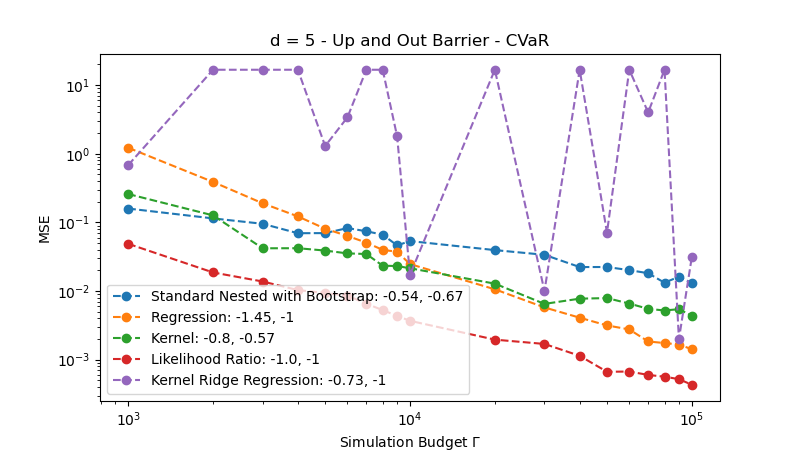 d = 5 - Up and Out Barrier - CVaR
10¹
10⁰
10⁻¹
10⁻²
10⁻³
MSE
Standard Nested with Bootstrap: -0.54, -0.67
Regression: -1.45, -1
Kernel: -0.8, -0.57
Likelihood Ratio: -1.0, -1
Kernel Ridge Regression: -0.73, -1
10³
10⁴
10⁵
Simulation Budget Γ